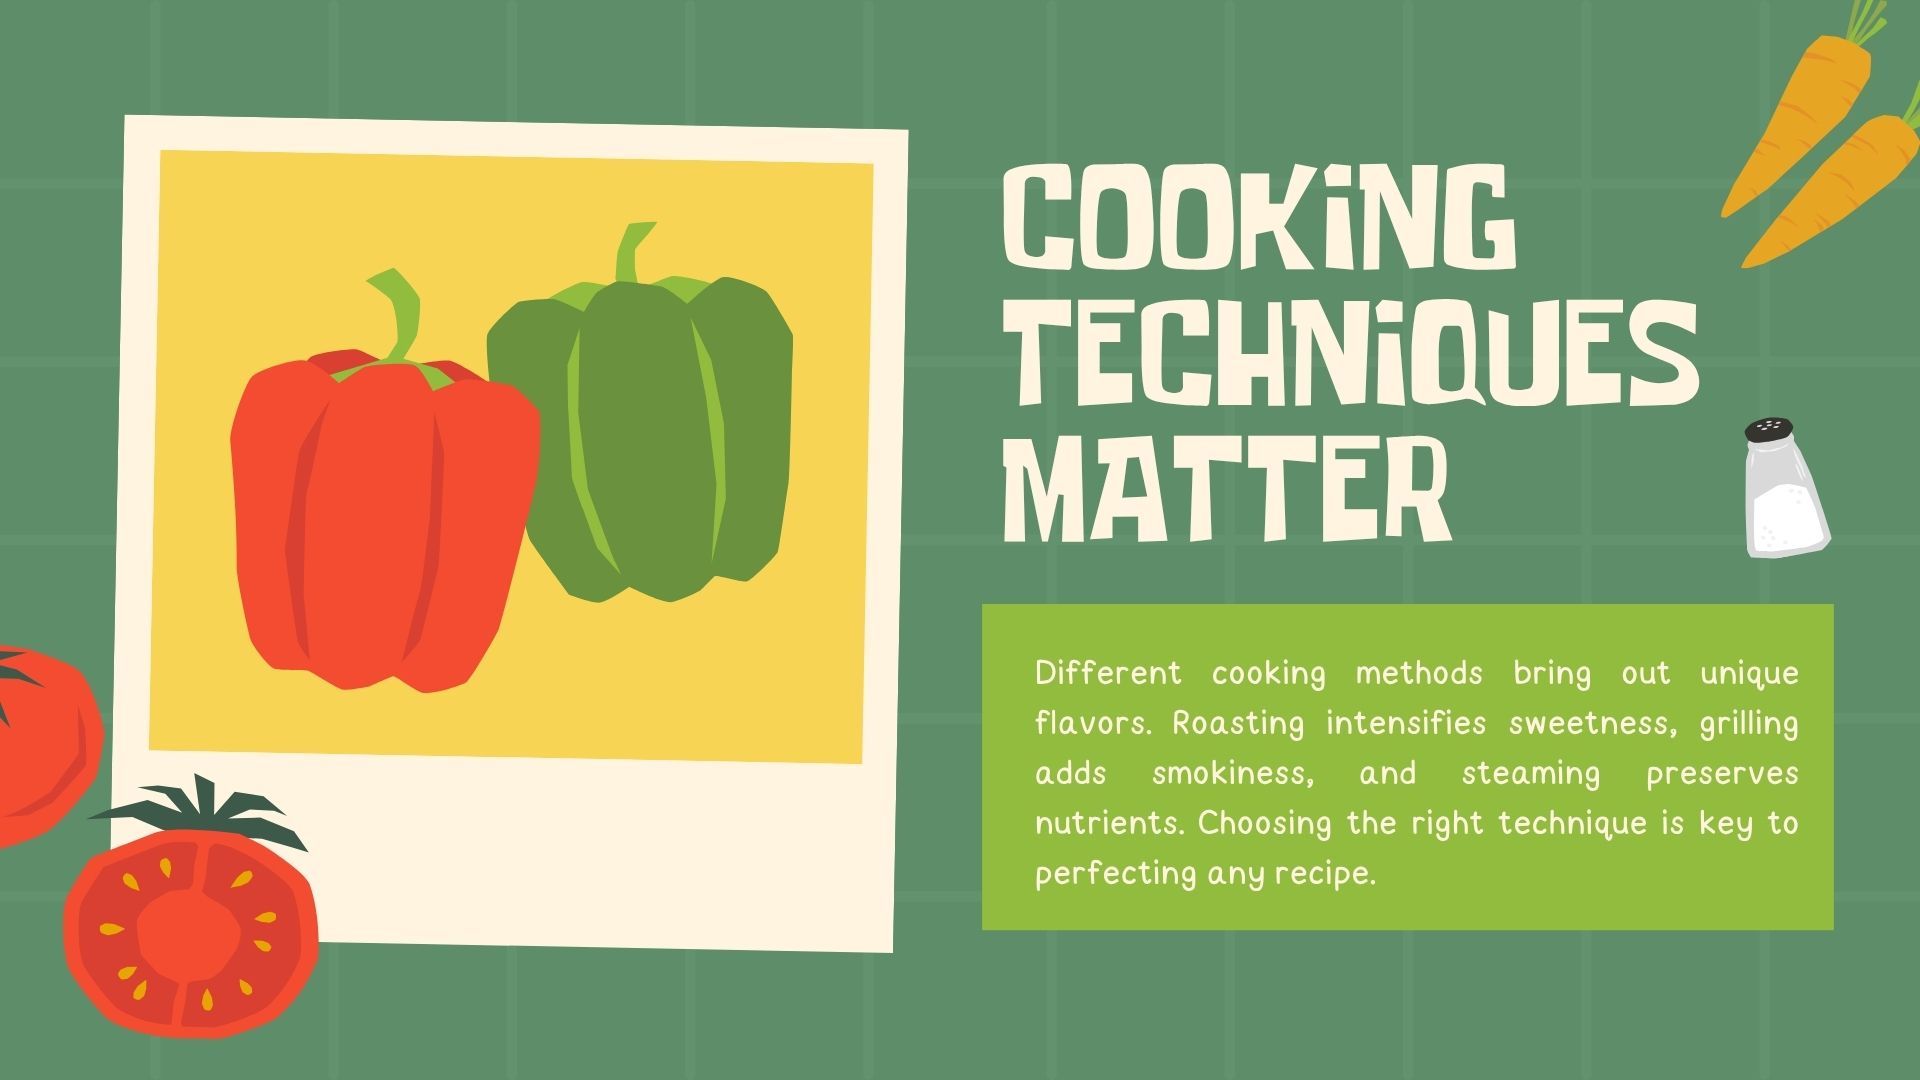 COOKING
TECHNIQUES
MATTER
Different cooking methods bring out unique
flavors. Roasting intensifies sweetness, grilling
adds smokiness, and steaming preserves
nutrients. Choosing the right technique is key to
perfecting any recipe.